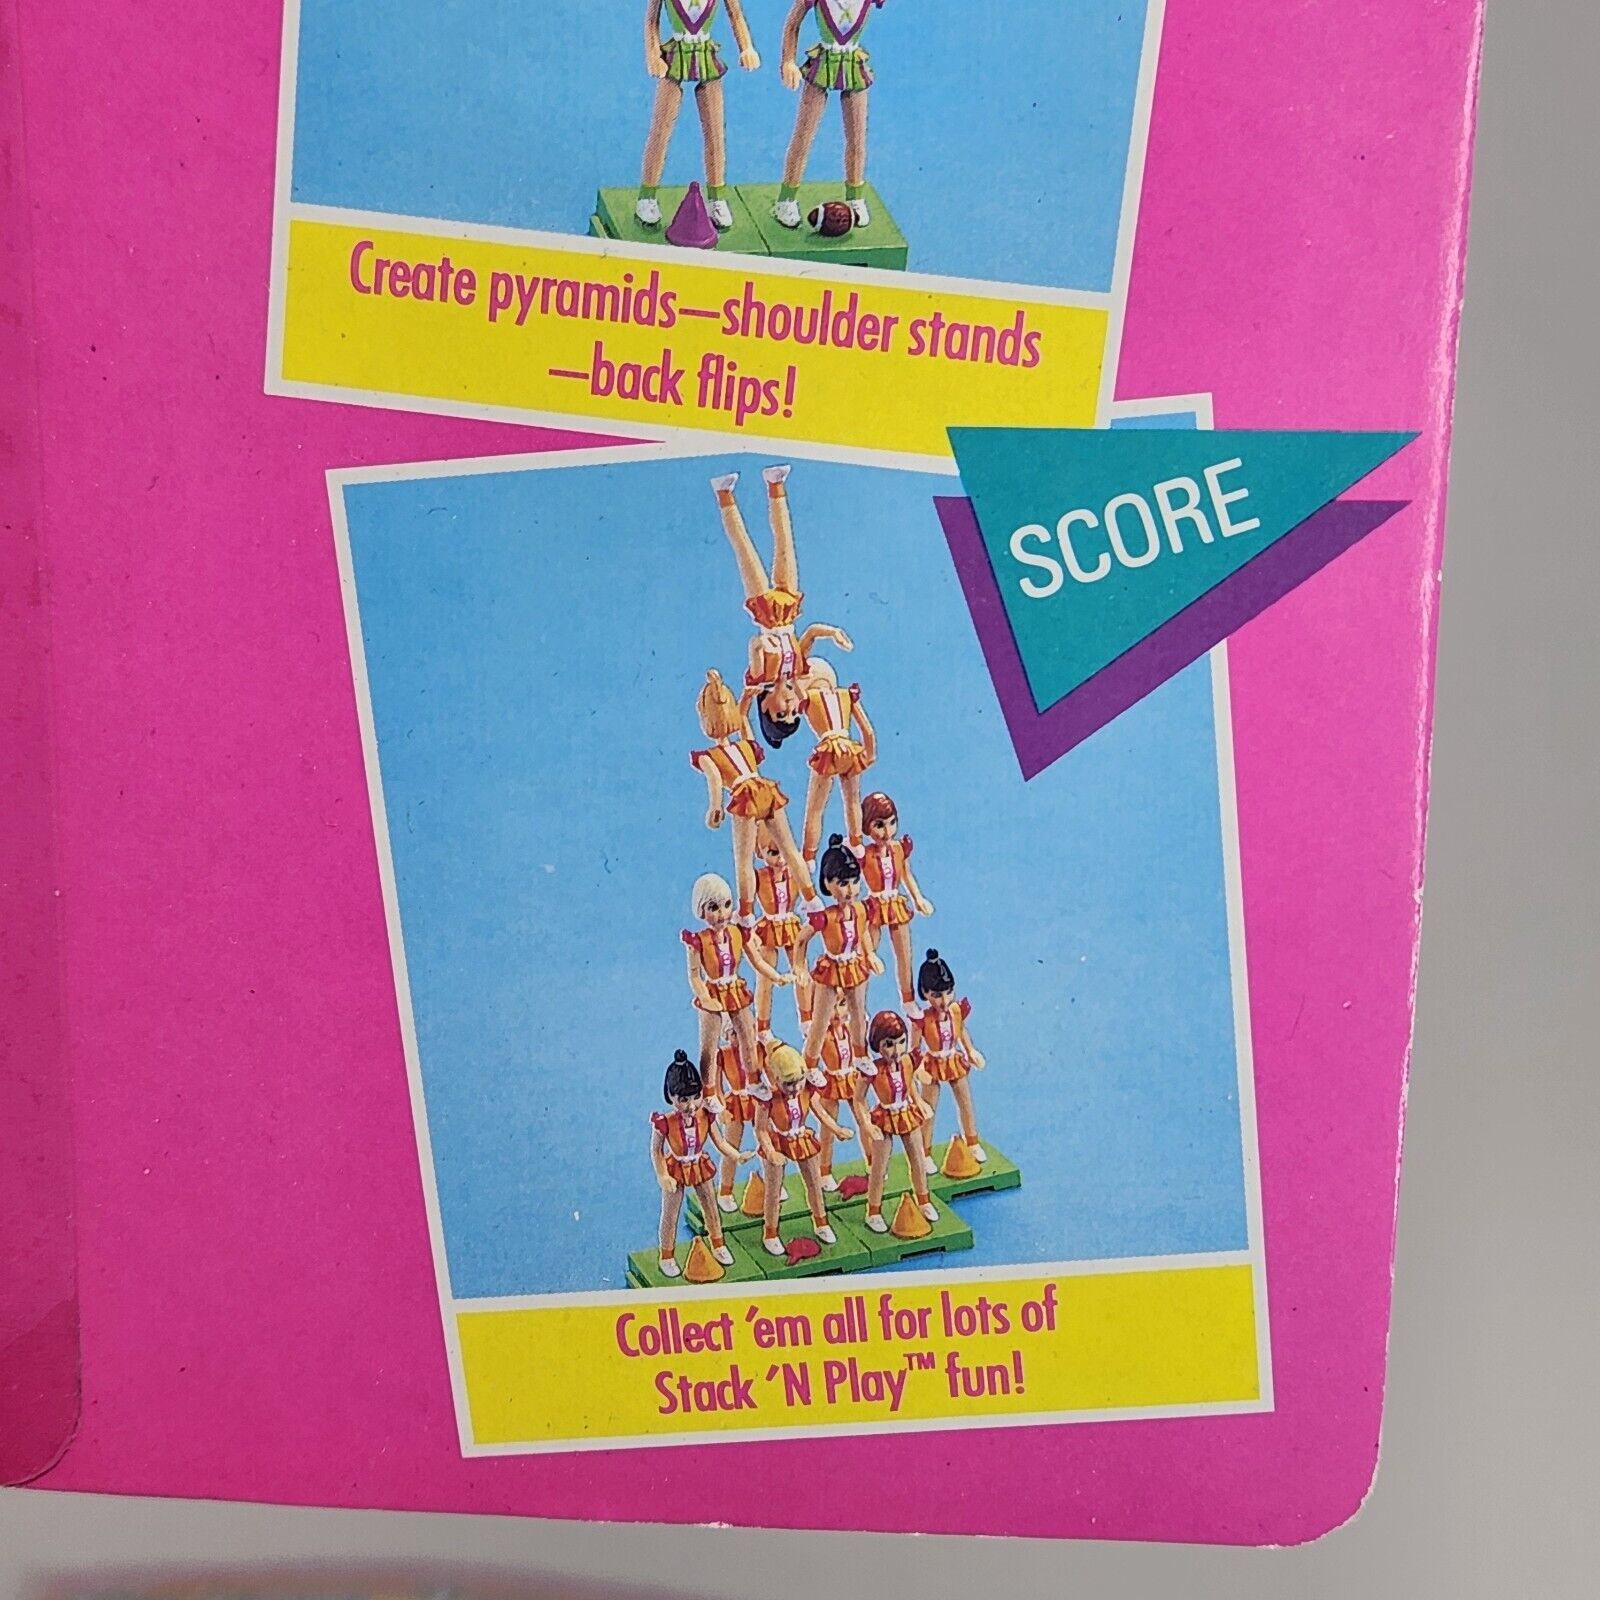 Create pyramids—shoulder stands
—back flips!
SCORE
Collect 'em all for lots of
Stack 'N Play™ fun!